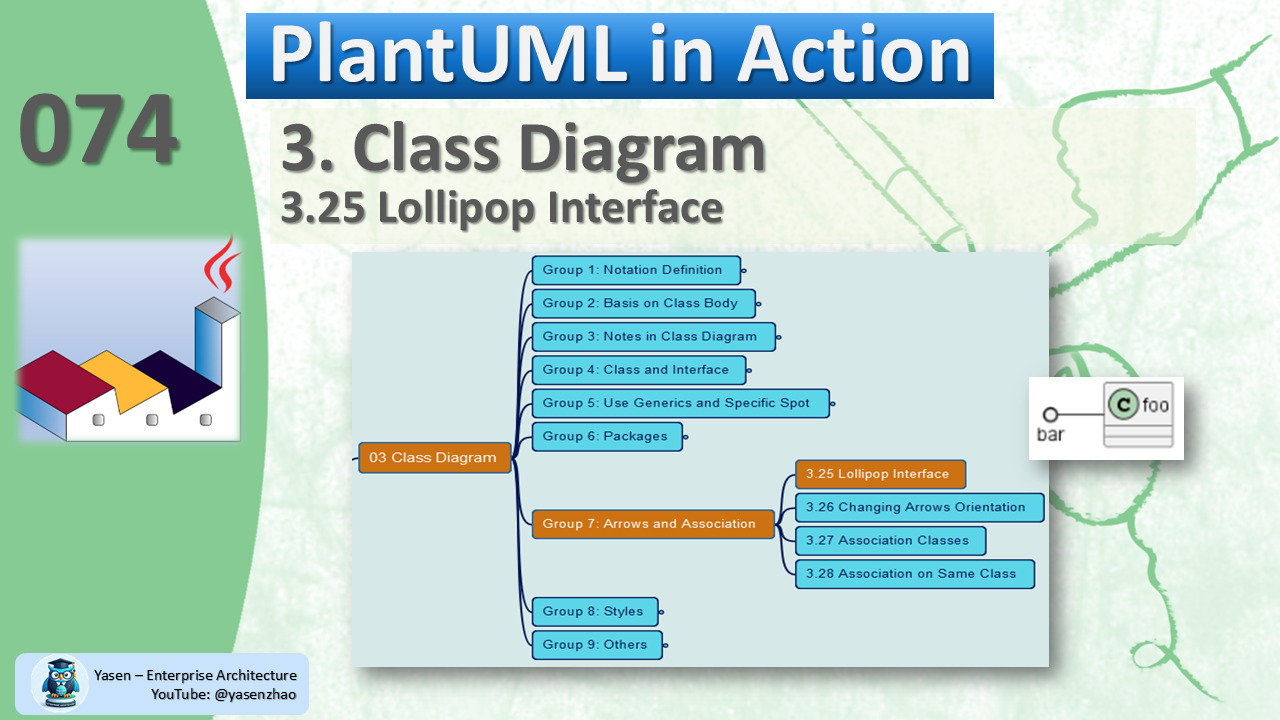 PlantUML in Action
074
3. Class Diagram
3.25 Lollipop Interface
Group 1: Notation Definition
Group 2: Basis on Class Body
Group 3: Notes in Class Diagram
Group 4: Class and Interface
Group 5: Use Generics and Specific Spot
Group 6: Packages
03 Class Diagram
Group 7: Arrows and Association
3.25 Lollipop Interface
3.26 Changing Arrows Orientation
3.27 Association Classes
3.28 Association on Same Class
Group 8: Styles
Group 9: Others
C foo
bar
Yasen – Enterprise Architecture
YouTube: @yasenzhao